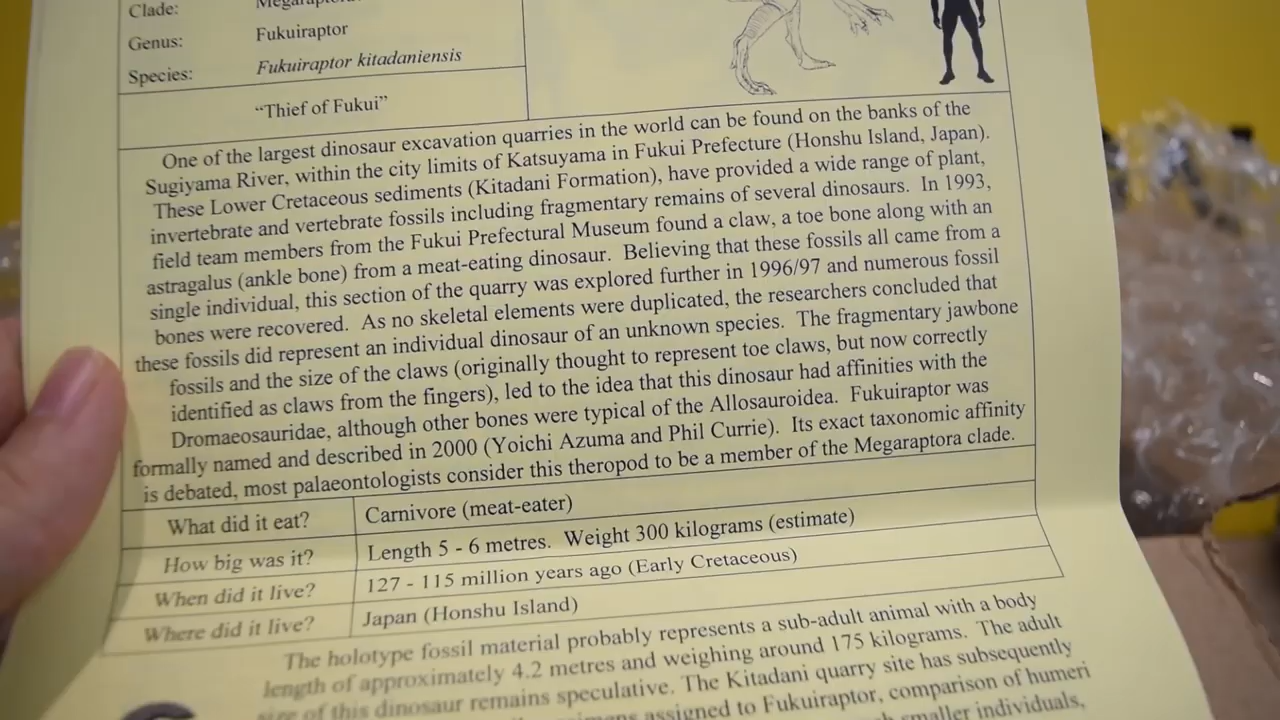 Clade:
Genus: Fukuiraptor
Species: Fukuiraptor kitadaniensis
“Thief of Fukui”
One of the largest dinosaur excavation quarries in the world can be found on the banks of the
Sugiyama River, within the city limits of Katsuyama in Fukui Prefecture (Honshu Island, Japan).
These Lower Cretaceous sediments (Kitadani Formation), have provided a wide range of plant,
invertebrate and vertebrate fossils including fragmentary remains of several dinosaurs. In 1993,
field team members from the Fukui Prefectural Museum found a claw, a toe bone along with an
astragalus (ankle bone) from a meat-eating dinosaur. Believing that these fossils all came from a
single individual, this section of the quarry was explored further in 1996/97 and numerous fossil
bones were recovered. As no skeletal elements were duplicated, the researchers concluded that
these fossils did represent an individual dinosaur of an unknown species. The fragmentary jawbone
fossils and the size of the claws (originally thought to represent toe claws, but now correctly
identified as claws from the fingers), led to the idea that this dinosaur had affinities with the
Dromaeosauridae, although other bones were typical of the Allosauroidea. Fukuiraptor was
formally named and described in 2000 (Yoichi Azuma and Phil Currie). Its exact taxonomic affinity
is debated, most palaeontologists consider this theropod to be a member of the Megaraptora clade.
What did it eat? Carnivore (meat-eater)
How big was it? Length 5 - 6 metres. Weight 300 kilograms (estimate)
When did it live? 127 - 115 million years ago (Early Cretaceous)
Where did it live? Japan (Honshu Island)
The holotype fossil material probably represents a sub-adult animal with a body
length of approximately 4.2 metres and weighing around 175 kilograms. The adult
size of this dinosaur remains speculative. The Kitadani quarry site has subsequently
assigned to Fukuiraptor, comparison of humeri
smaller individuals,